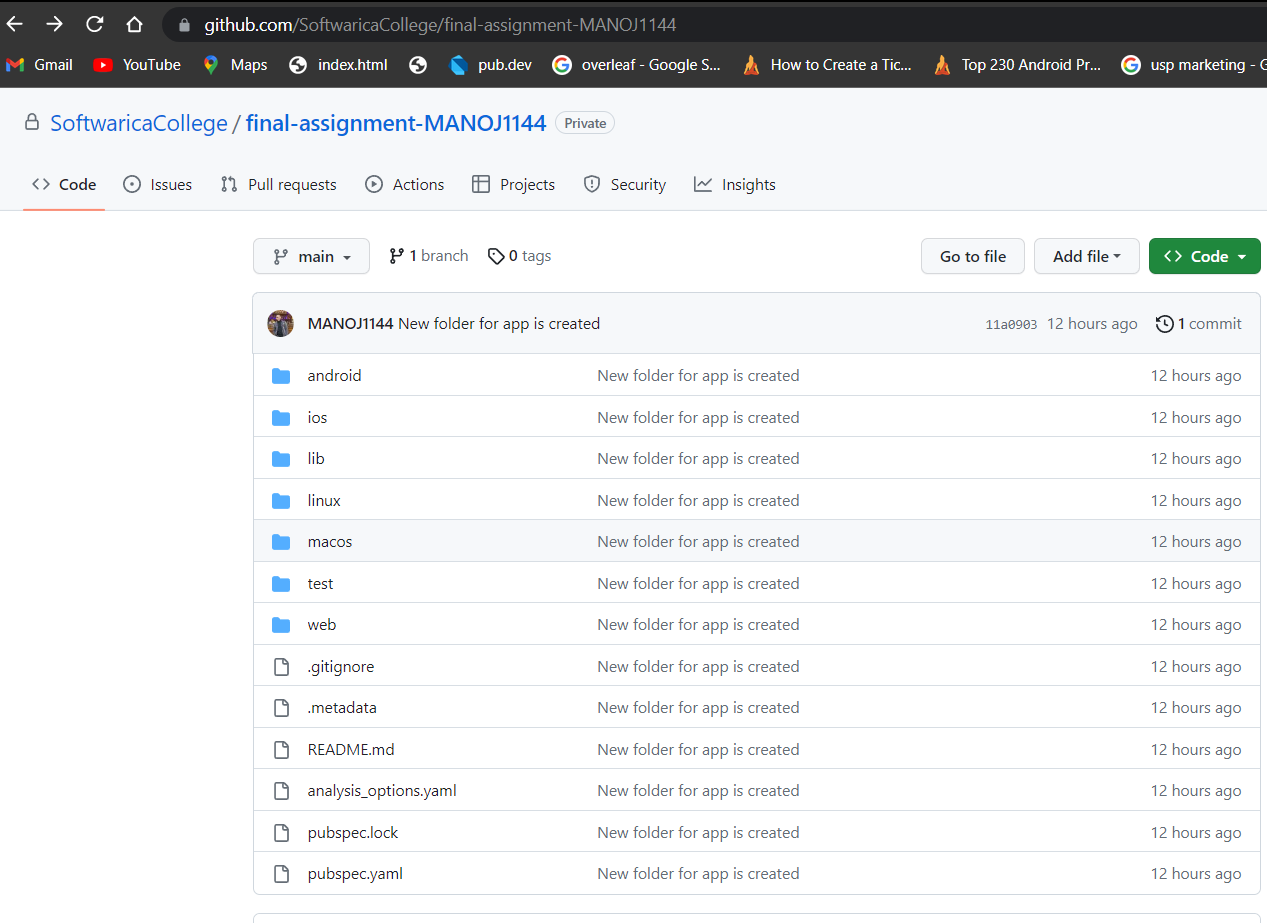 github.com/SoftwaricaCollege/final-assignment-MANOJ1144
Gmail YouTube Maps index.html pub.dev overleaf - Google S... How to Create a Tic... Top 230 Android Pr... usp marketing - G
SoftwaricaCollege / final-assignment-MANOJ1144 Private
Code Issues Pull requests Actions Projects Security Insights
main 1 branch 0 tags Go to file Add file Code
MANOJ1144 New folder for app is created 11a0903 12 hours ago 1 commit
android New folder for app is created 12 hours ago
ios New folder for app is created 12 hours ago
lib New folder for app is created 12 hours ago
linux New folder for app is created 12 hours ago
macos New folder for app is created 12 hours ago
test New folder for app is created 12 hours ago
web New folder for app is created 12 hours ago
.gitignore New folder for app is created 12 hours ago
.metadata New folder for app is created 12 hours ago
README.md New folder for app is created 12 hours ago
analysis_options.yaml New folder for app is created 12 hours ago
pubspec.lock New folder for app is created 12 hours ago
pubspec.yaml New folder for app is created 12 hours ago